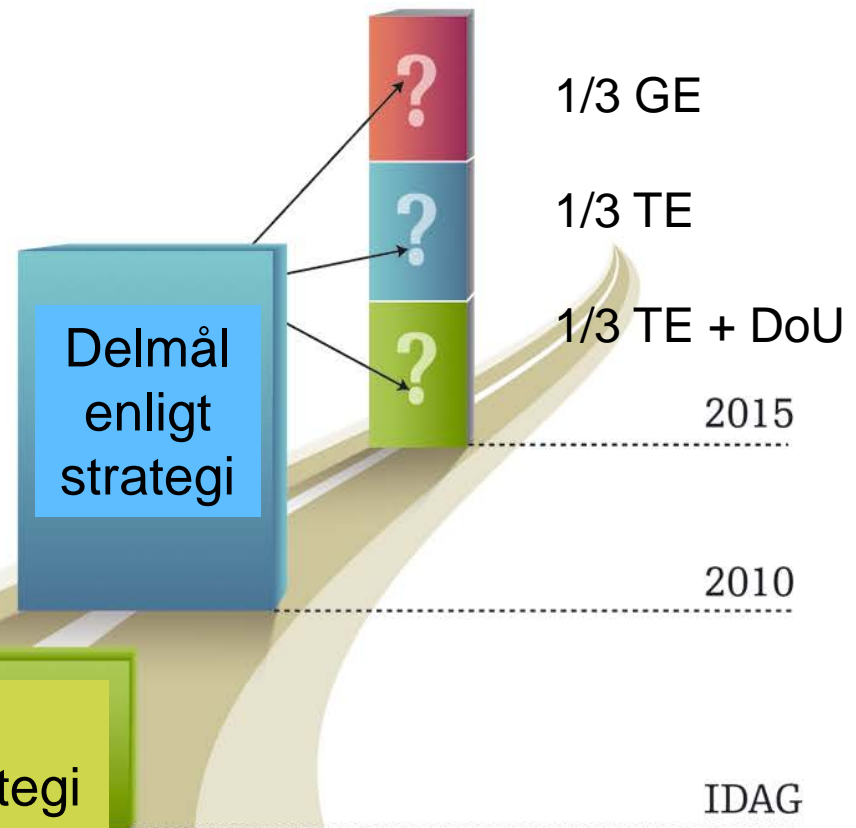 ?
1/3 GE
?
1/3 TE
?
1/3 TE + DoU
Delmål
enligt
strategi
2015
2010
tegi
IDAG